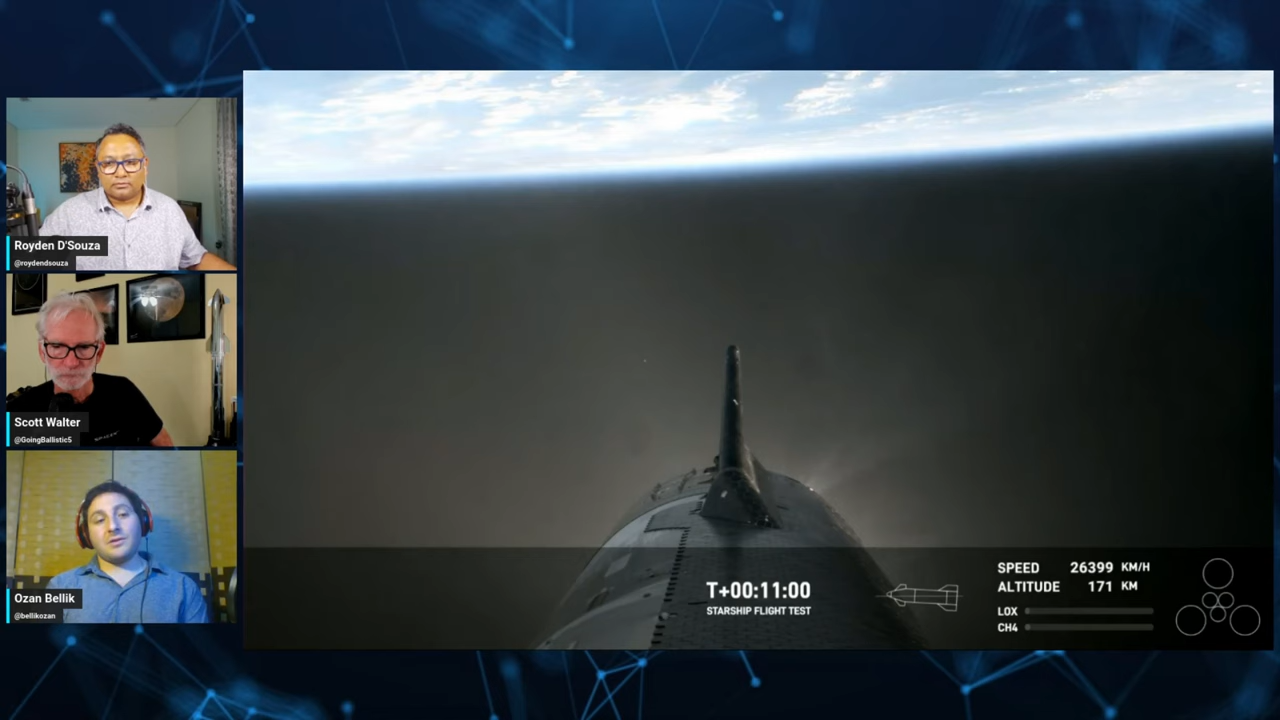 Royden D'Souza
@roydendsouza
Scott Walter
@GoingBallistic5
Ozan Bellik
@bellikozan
T+00:11:00
STARSHIP FLIGHT TEST
SPEED 26399 KM/H
ALTITUDE 171 KM
LOX
CH4